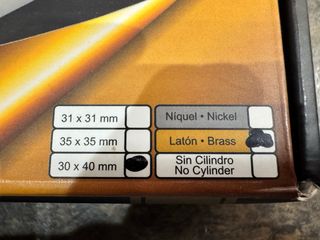 31 x 31 mm
Níquel • Nickel
35 x 35 mm
Latón • Brass
30 x 40 mm
Sin Cilindro
No Cylinder